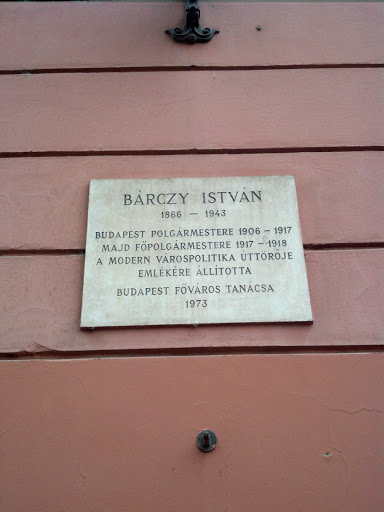 BÁRCZY ISTVÁN
1866 — 1943
BUDAPEST POLGÁRMESTERE 1906 – 1917
MAJD FŐPOLGÁRMESTERE 1917 – 1918
A MODERN VÁROSPOLITIKA ÚTTÖRŐJE
EMLÉKÉRE ÁLLÍTOTTA
BUDAPEST FŐVÁROS TANÁCSA
1973